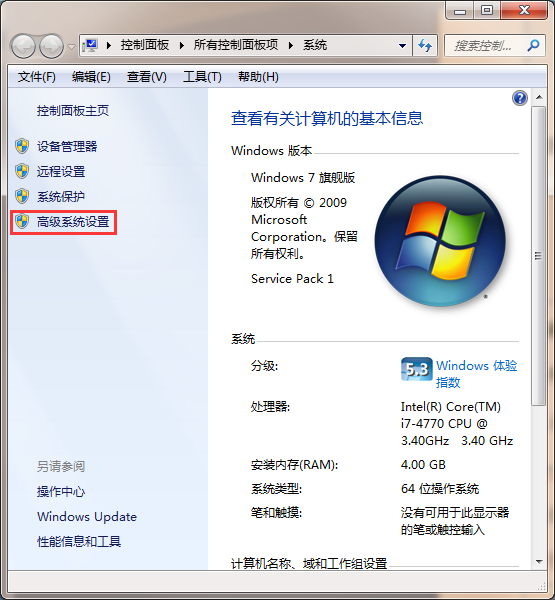 控制面板 ▸ 所有控制面板项 ▸ 系统
搜索控制...
文件(F) 编辑(E) 查看(V) 工具(T) 帮助(H)
控制面板主页
设备管理器
远程设置
系统保护
高级系统设置
另请参阅
操作中心
Windows Update
性能信息和工具
查看有关计算机的基本信息
Windows 版本
Windows 7 旗舰版
版权所有 © 2009
Microsoft
Corporation。保留
所有权利。
Service Pack 1
系统
分级:
5.3 Windows 体验
指数
处理器:
Intel(R) Core(TM)
i7-4770 CPU @
3.40GHz 3.40 GHz
安装内存(RAM):
4.00 GB
系统类型:
64 位操作系统
笔和触摸:
没有可用于此显示器
的笔或触控输入
计算机名称、域和工作组设置